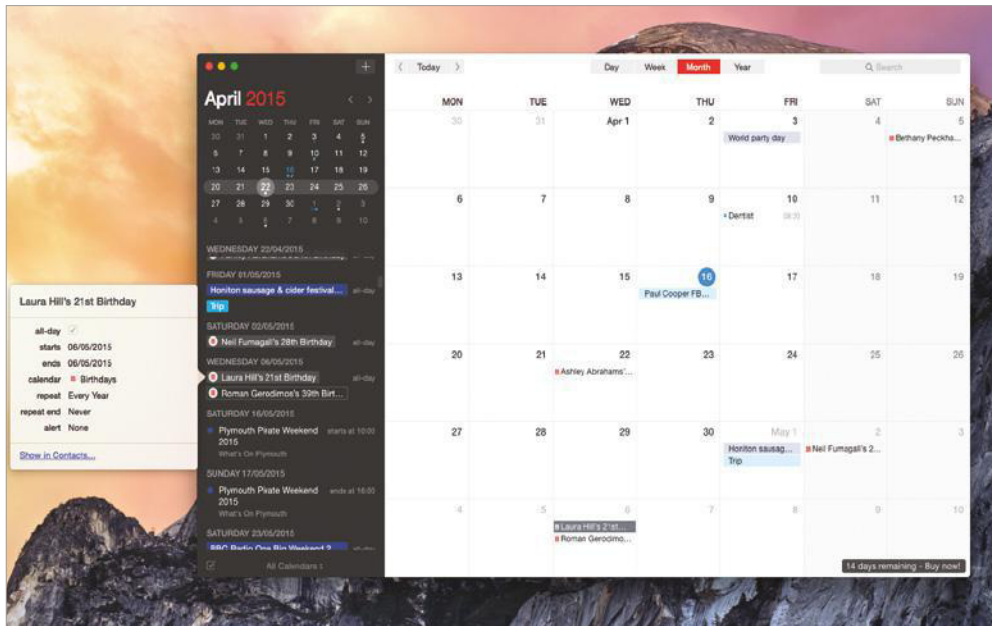 Laura Hill's 21st Birthday
all-day
starts 06/05/2015
ends 06/05/2015
calendar Birthdays
repeat Every Year
repeat end Never
alert None
Show in Contacts...
+
April 2015
< >
MON TUE WED THU FRI SAT SUN
30 31 1 2 3 4 5
6 7 8 9 10 11 12
13 14 15 16 17 18 19
20 21 22 23 24 25 26
27 28 29 30 1 2 3
4 5 6 7 8 9 10
WEDNESDAY 22/04/2015
FRIDAY 01/05/2015
Honiton sausage & cider festival... all-day
Trip
SATURDAY 02/05/2015
Neil Fumagall's 28th Birthday all-day
WEDNESDAY 06/05/2015
Laura Hill's 21st Birthday all-day
Roman Gerodimos's 39th Birt...
SATURDAY 16/05/2015
Plymouth Pirate Weekend starts at 10:00
2015
What's On Plymouth
SUNDAY 17/05/2015
Plymouth Pirate Weekend ends at 16:00
2015
What's On Plymouth
SATURDAY 23/05/2015
BBC Radio One Big Weekend 2... all-day
All Calendars
< Today >
Day Week Month Year
Search
MON TUE WED THU FRI SAT SUN
30 31 Apr 1 2 3 4 5
World party day
Bethany Peckha...
6 7 8 9 10 11 12
Dentist
13 14 15 16 17 18 19
Paul Cooper FB...
20 21 22 23 24 25 26
Ashley Abrahams'...
27 28 29 30 May 1 2 3
Honiton sausag... Neil Fumagall's 2...
Trip
4 5 6 7 8 9 10
Laura Hill's 21st...
Roman Gerodimo...
14 days remaining - Buy now!